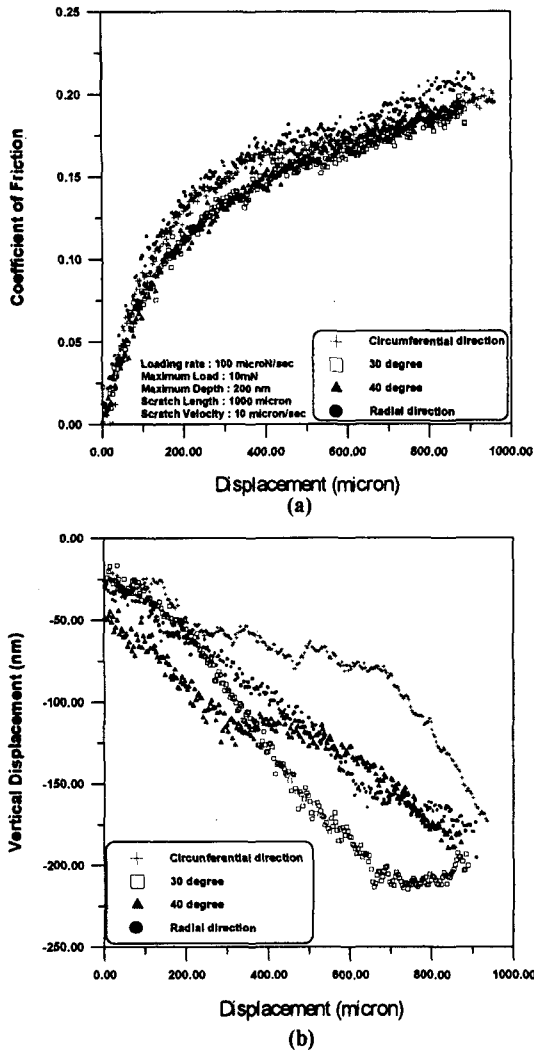 0.25
0.20
0.15
0.10
0.05
0.00
Coefficient of Friction
Loading rate : 100 microN/sec
Maximum Load : 10mN
Maximum Depth : 200 nm
Scratch Length : 1000 micron
Scratch Velocity : 10 micron/sec
Circumferential direction
30 degree
40 degree
Radial direction
0.00 200.00 400.00 600.00 800.00 1000.00
Displacement (micron)
(a)
0.00
-50.00
-100.00
-150.00
-200.00
-250.00
Vertical Displacement (nm)
Circunferential direction
30 degree
40 degree
Radial direction
0.00 200.00 400.00 600.00 800.00 1000.00
Displacement (micron)
(b)